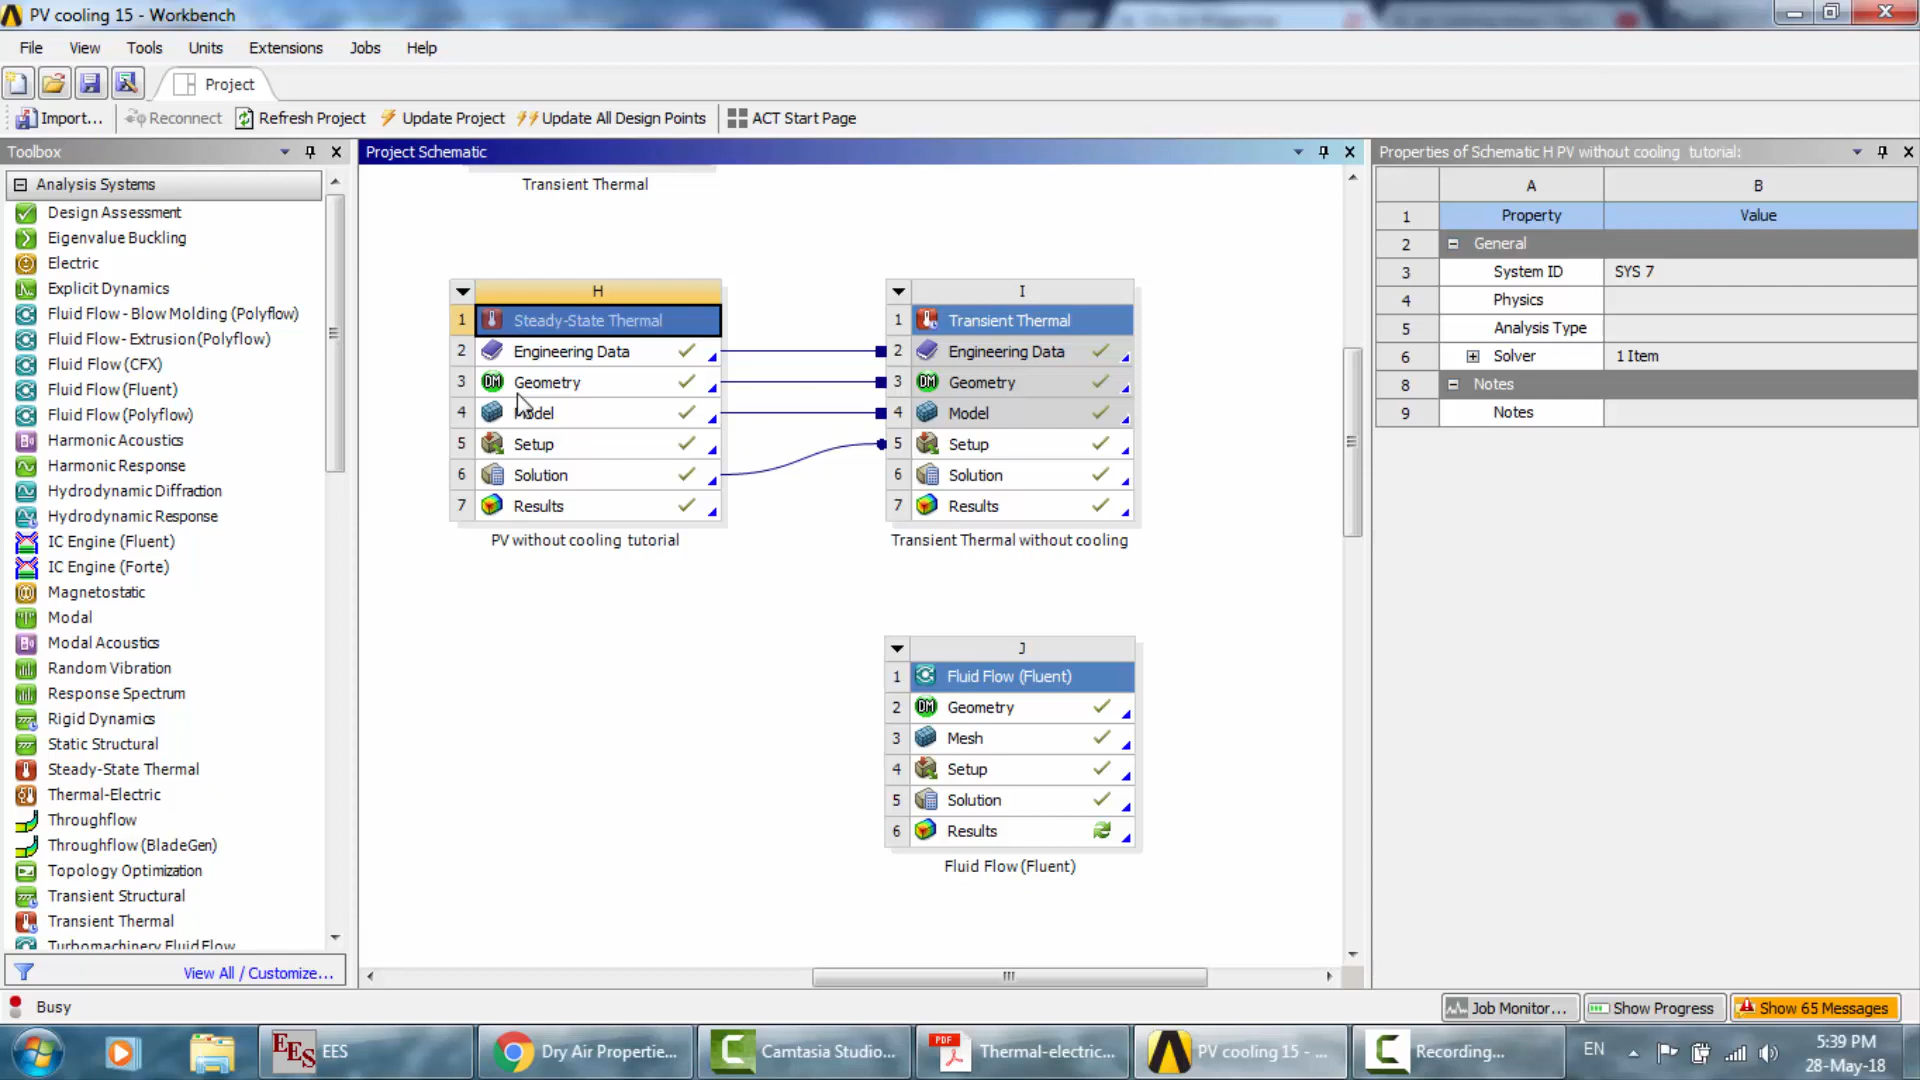 PV cooling 15 - Workbench
File View Tools Units Extensions Jobs Help
Project
Import... Reconnect Refresh Project Update Project Update All Design Points ACT Start Page
Toolbox
Analysis Systems
Design Assessment
Eigenvalue Buckling
Electric
Explicit Dynamics
Fluid Flow - Blow Molding (Polyflow)
Fluid Flow - Extrusion (Polyflow)
Fluid Flow (CFX)
Fluid Flow (Fluent)
Fluid Flow (Polyflow)
Harmonic Acoustics
Harmonic Response
Hydrodynamic Diffraction
Hydrodynamic Response
IC Engine (Fluent)
IC Engine (Forte)
Magnetostatic
Modal
Modal Acoustics
Random Vibration
Response Spectrum
Rigid Dynamics
Static Structural
Steady-State Thermal
Thermal-Electric
Throughflow
Throughflow (BladeGen)
Topology Optimization
Transient Structural
Transient Thermal
Turbomachinery Fluid Flow
View All / Customize...
Project Schematic
Transient Thermal
H
1 Steady-State Thermal
2 Engineering Data
3 DM Geometry
4 Model
5 Setup
6 Solution
7 Results
PV without cooling tutorial
I
1 Transient Thermal
2 Engineering Data
3 DM Geometry
4 Model
5 Setup
6 Solution
7 Results
Transient Thermal without cooling
J
1 Fluid Flow (Fluent)
2 DM Geometry
3 Mesh
4 Setup
5 Solution
6 Results
Fluid Flow (Fluent)
Properties of Schematic H PV without cooling tutorial:
A B
1 Property Value
2 General
3 System ID SYS 7
4 Physics
5 Analysis Type
6 Solver 1 Item
8 Notes
9 Notes
Busy
Job Monitor... Show Progress Show 65 Messages
EES EES
Dry Air Propertie...
Camtasia Studio...
PDF Thermal-electric...
PV cooling 15 - ...
Recording...
EN
5:39 PM
28-May-18